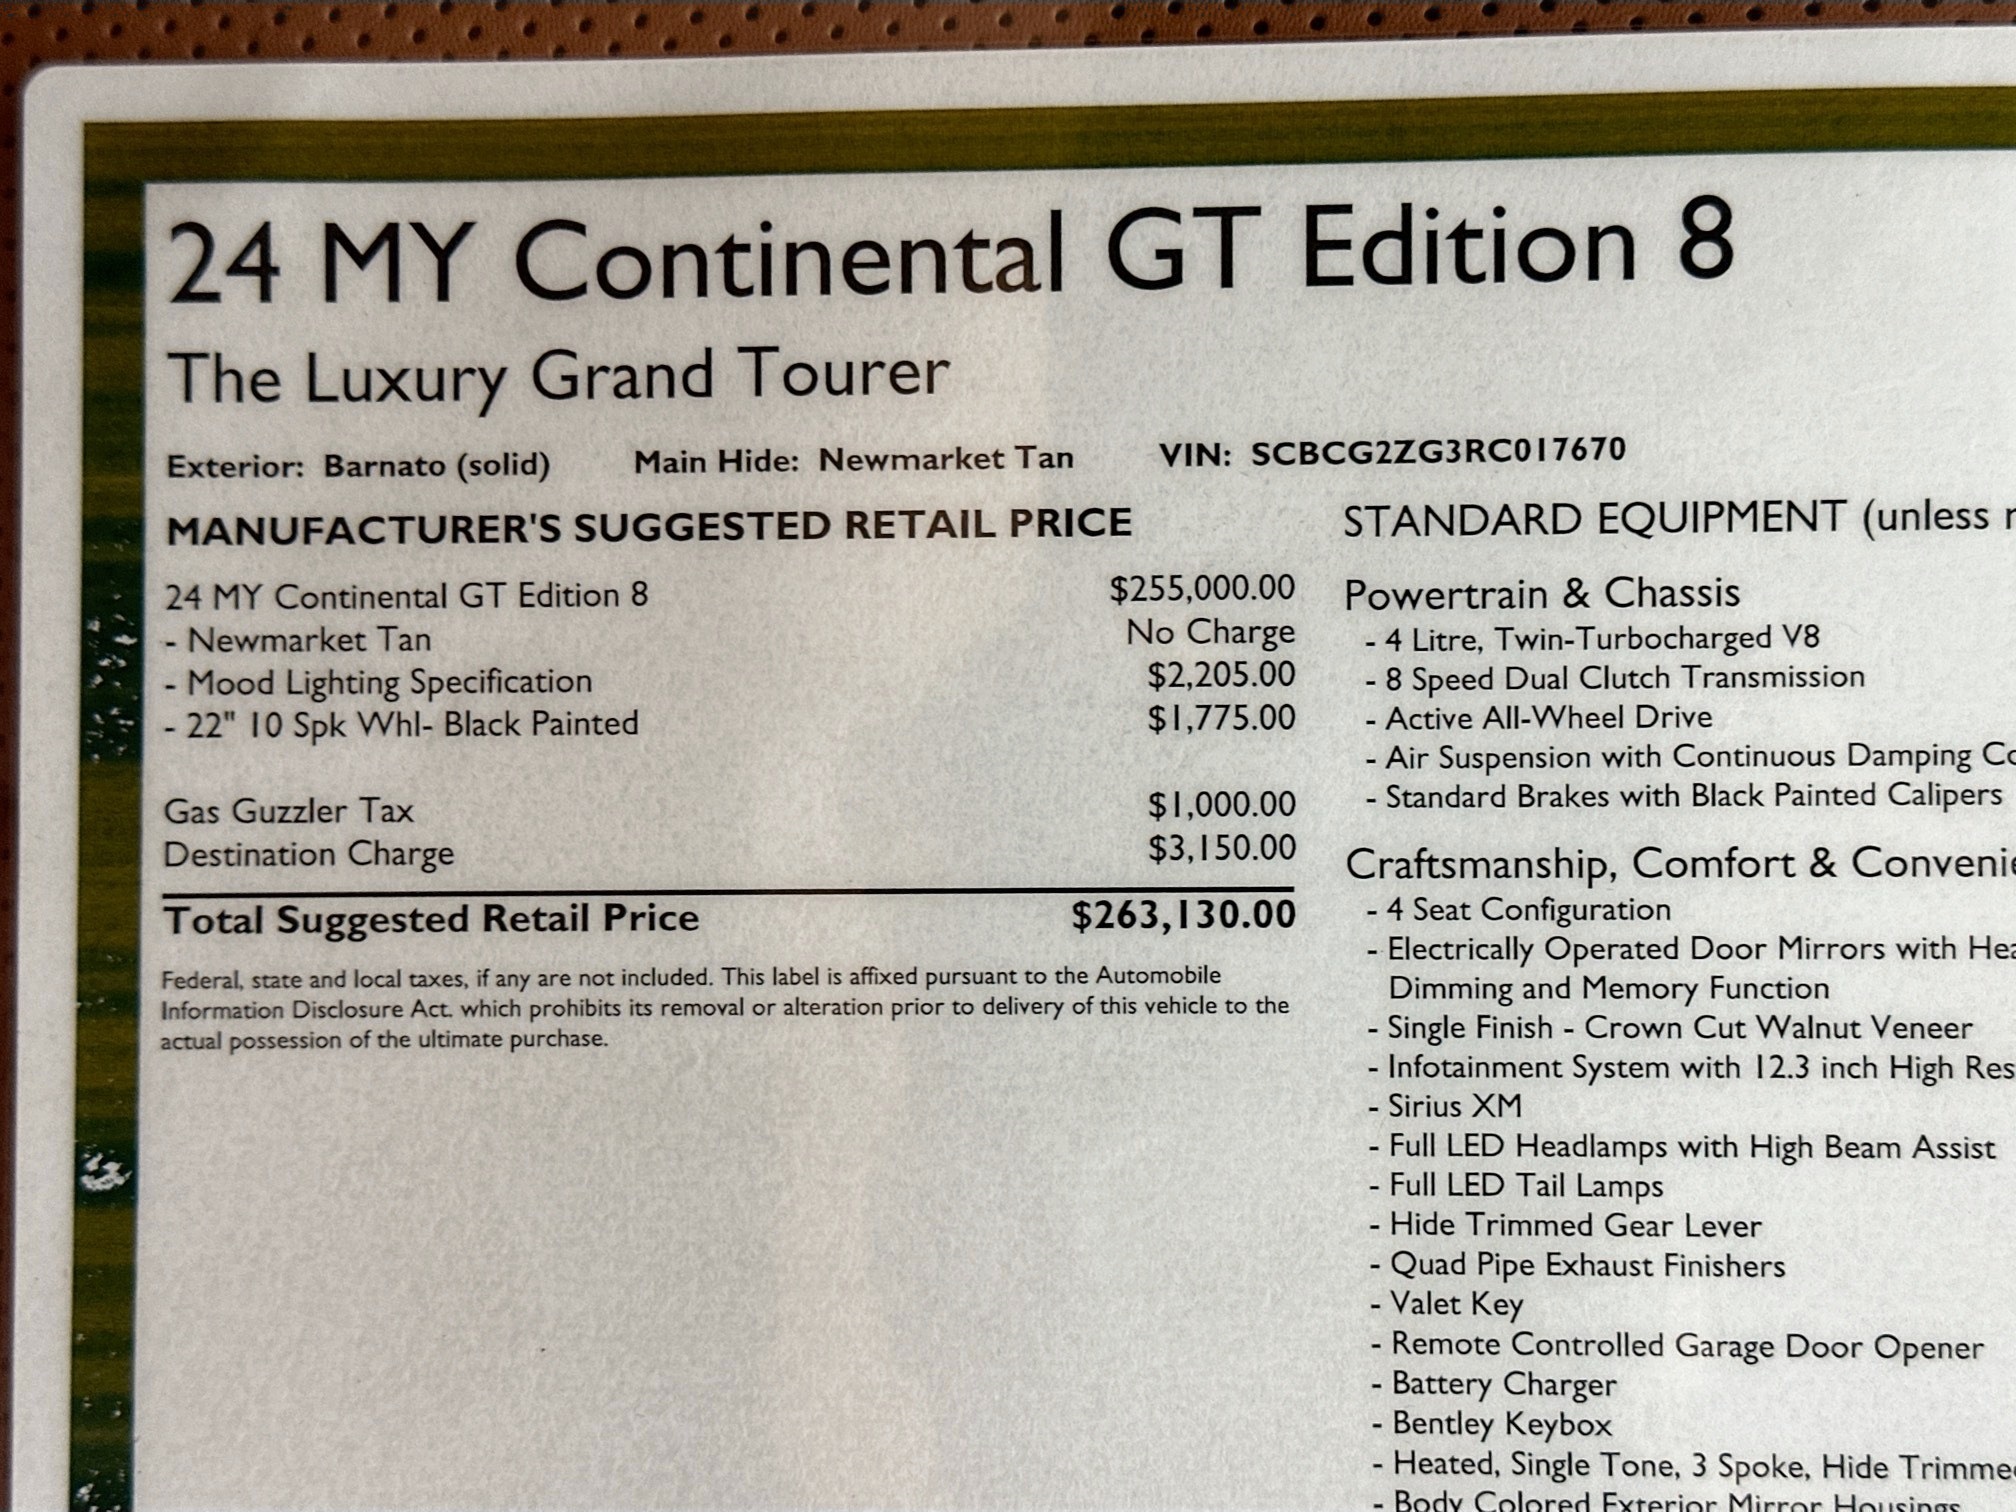 24 MY Continental GT Edition 8
The Luxury Grand Tourer
Exterior: Barnato (solid) Main Hide: Newmarket Tan VIN: SCBCG2ZG3RC017670
MANUFACTURER'S SUGGESTED RETAIL PRICE
24 MY Continental GT Edition 8 $255,000.00
- Newmarket Tan No Charge
- Mood Lighting Specification $2,205.00
- 22" 10 Spk Whl- Black Painted $1,775.00
Gas Guzzler Tax $1,000.00
Destination Charge $3,150.00
Total Suggested Retail Price $263,130.00
Federal, state and local taxes, if any are not included. This label is affixed pursuant to the Automobile
Information Disclosure Act. which prohibits its removal or alteration prior to delivery of this vehicle to the
actual possession of the ultimate purchase.
STANDARD EQUIPMENT (unless
Powertrain & Chassis
- 4 Litre, Twin-Turbocharged V8
- 8 Speed Dual Clutch Transmission
- Active All-Wheel Drive
- Air Suspension with Continuous Damping
- Standard Brakes with Black Painted Calipers
Craftsmanship, Comfort &
- 4 Seat Configuration
- Electrically Operated Door Mirrors with
Dimming and Memory Function
- Single Finish - Crown Cut Walnut Veneer
- Infotainment System with 12.3 inch High
- Sirius XM
- Full LED Headlamps with High Beam Assist
- Full LED Tail Lamps
- Hide Trimmed Gear Lever
- Quad Pipe Exhaust Finishers
- Valet Key
- Remote Controlled Garage Door Opener
- Battery Charger
- Bentley Keybox
- Heated, Single Tone, 3 Spoke, Hide
- Body Colored Exterior Mirror Housings